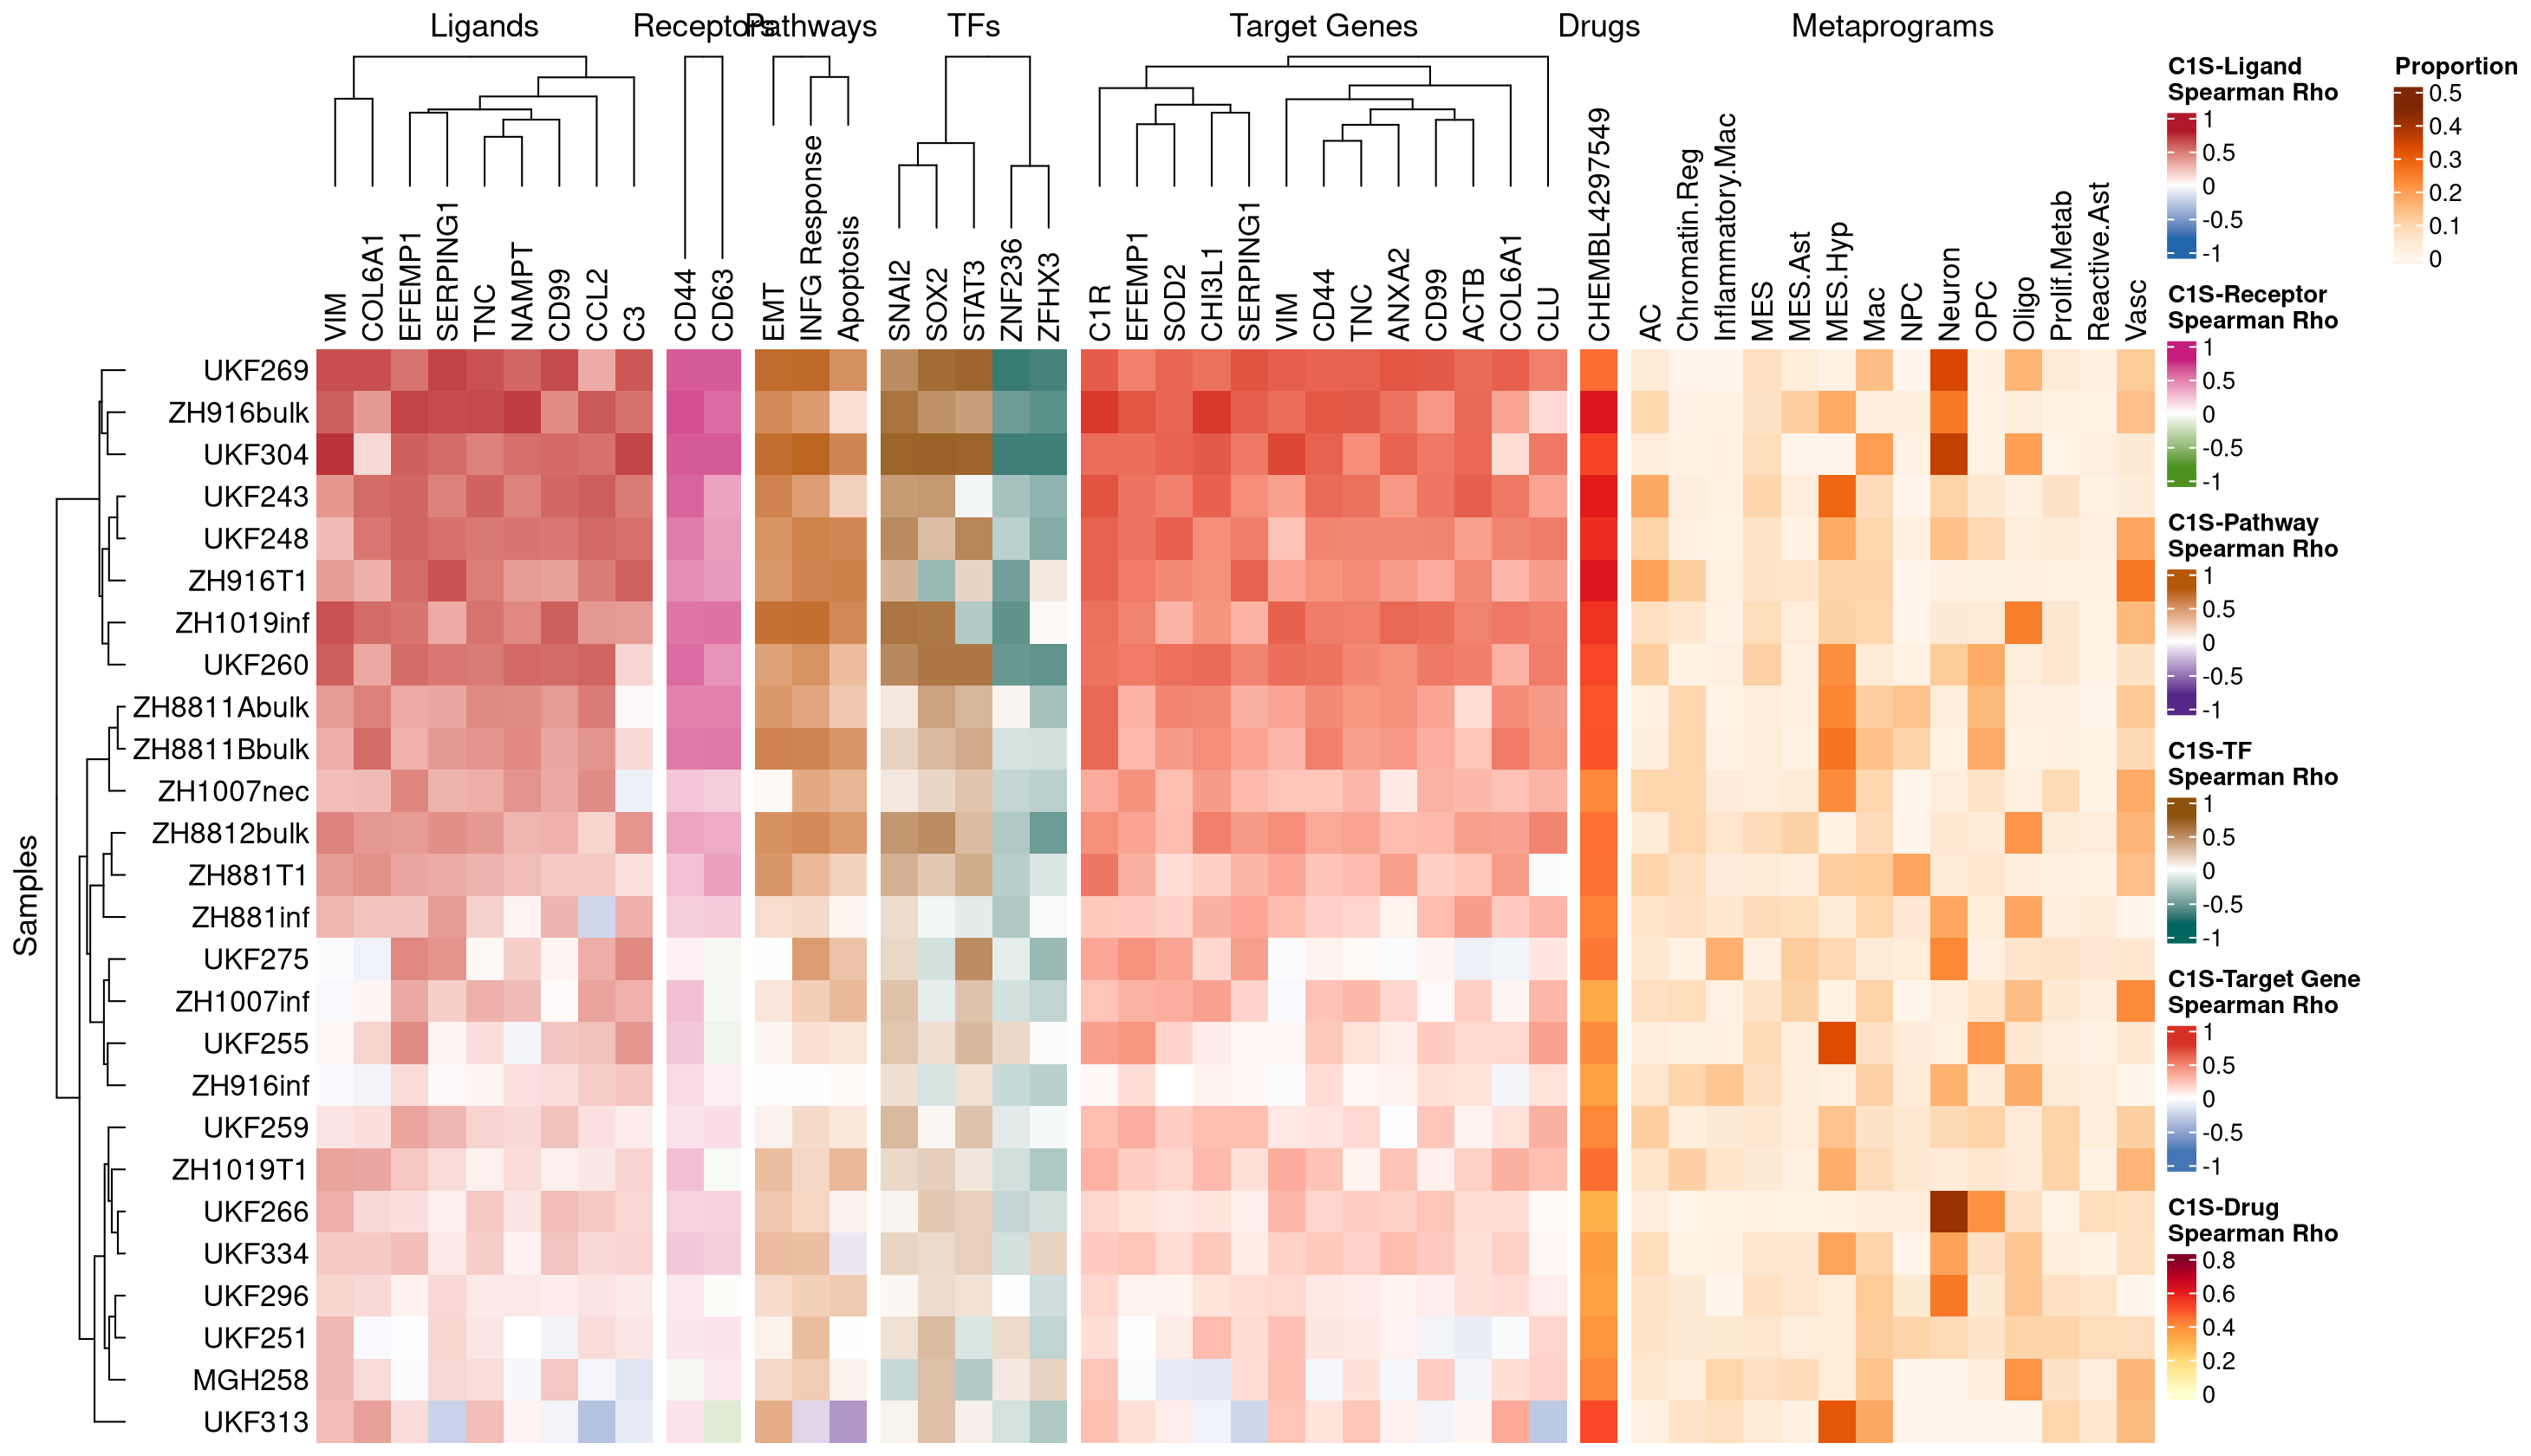 Ligands
Receptors
Pathways
TFs
Target Genes
Drugs
Metaprograms
VIM
COL6A1
EFEMP1
SERPING1
TNC
NAMPT
CD99
CCL2
C3
CD44
CD63
EMT
INFG Response
Apoptosis
SNAI2
SOX2
STAT3
ZNF236
ZFHX3
C1R
EFEMP1
SOD2
CHI3L1
SERPING1
VIM
CD44
TNC
ANXA2
CD99
ACTB
COL6A1
CLU
CHEMBL4297549
AC
Chromatin.Reg
Inflammatory.Mac
MES
MES.Ast
MES.Hyp
Mac
NPC
Neuron
OPC
Oligo
Prolif.Metab
Reactive.Ast
Vasc
Samples
UKF269
ZH916bulk
UKF304
UKF243
UKF248
ZH916T1
ZH1019inf
UKF260
ZH8811Abulk
ZH8811Bbulk
ZH1007nec
ZH8812bulk
ZH881T1
ZH881inf
UKF275
ZH1007inf
UKF255
ZH916inf
UKF259
ZH1019T1
UKF266
UKF334
UKF296
UKF251
MGH258
UKF313
C1S-Ligand
Spearman Rho
1
0.5
0
-0.5
-1
C1S-Receptor
Spearman Rho
1
0.5
0
-0.5
-1
C1S-Pathway
Spearman Rho
1
0.5
0
-0.5
-1
C1S-TF
Spearman Rho
1
0.5
0
-0.5
-1
C1S-Target Gene
Spearman Rho
1
0.5
0
-0.5
-1
C1S-Drug
Spearman Rho
0.8
0.6
0.4
0.2
0
Proportion
0.5
0.4
0.3
0.2
0.1
0